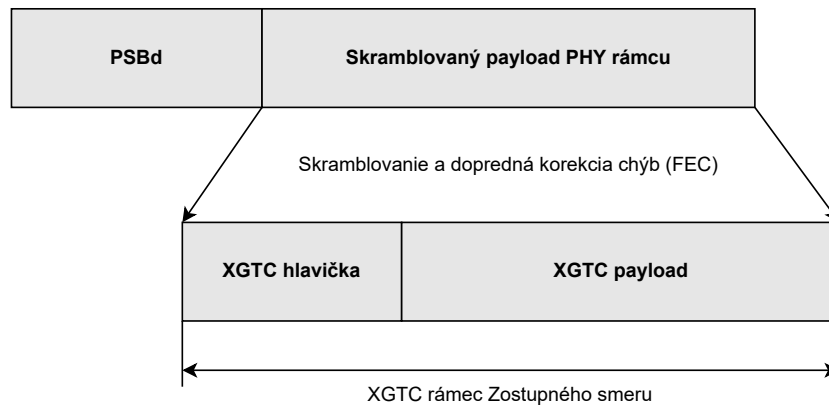 PSBd
Skramblovaný payload PHY rámcu
Skramblovanie a dopredná korekcia chýb (FEC)
XGTC hlavička
XGTC payload
XGTC rámec Zostupného smeru